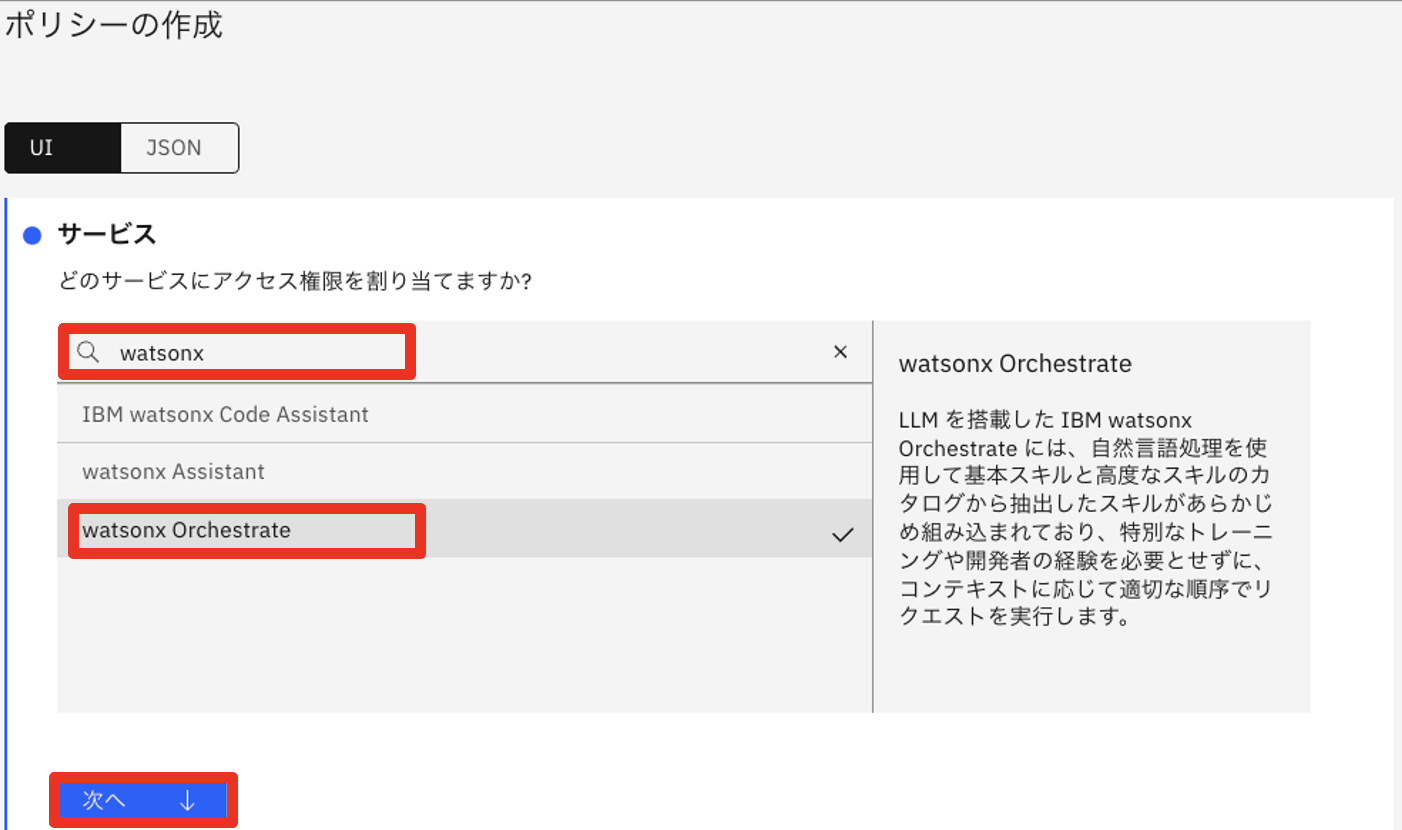 ポリシーの作成
UI
JSON
サービス
どのサービスにアクセス権限を割り当てますか?
watsonx
IBM watsonx Code Assistant
watsonx Assistant
watsonx Orchestrate
watsonx Orchestrate
LLM を搭載した IBM watsonx
Orchestrate には、自然言語処理を使
用して基本スキルと高度なスキルのカ
タログから抽出したスキルがあらかじ
め組み込まれており、特別なトレーニ
ングや開発者の経験を必要とせずに、
コンテキストに応じて適切な順序でリ
クエストを実行します。
次へ